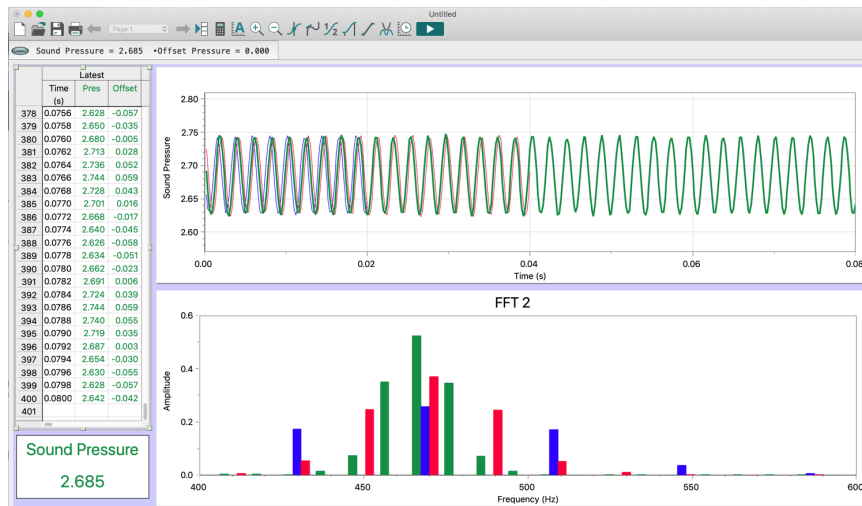 Untitled
Page 1
Sound Pressure = 2.685 •Offset Pressure = 0.000
Latest
Time (s) Pres Offset
378 0.0756 2.628 -0.057
379 0.0758 2.650 -0.035
380 0.0760 2.680 -0.005
381 0.0762 2.713 0.028
382 0.0764 2.736 0.052
383 0.0766 2.744 0.059
384 0.0768 2.728 0.043
385 0.0770 2.701 0.016
386 0.0772 2.668 -0.017
387 0.0774 2.640 -0.045
388 0.0776 2.626 -0.058
389 0.0778 2.634 -0.051
390 0.0780 2.662 -0.023
391 0.0782 2.691 0.006
392 0.0784 2.724 0.039
393 0.0786 2.744 0.059
394 0.0788 2.740 0.055
395 0.0790 2.719 0.035
396 0.0792 2.687 0.003
397 0.0794 2.654 -0.030
398 0.0796 2.630 -0.055
399 0.0798 2.628 -0.057
400 0.0800 2.642 -0.042
401
Sound Pressure
2.685
Sound Pressure
2.80
2.75
2.70
2.65
2.60
0.00 0.02 0.04 0.06 0.08
Time (s)
FFT 2
Amplitude
0.6
0.4
0.2
0.0
400 450 500 550 600
Frequency (Hz)